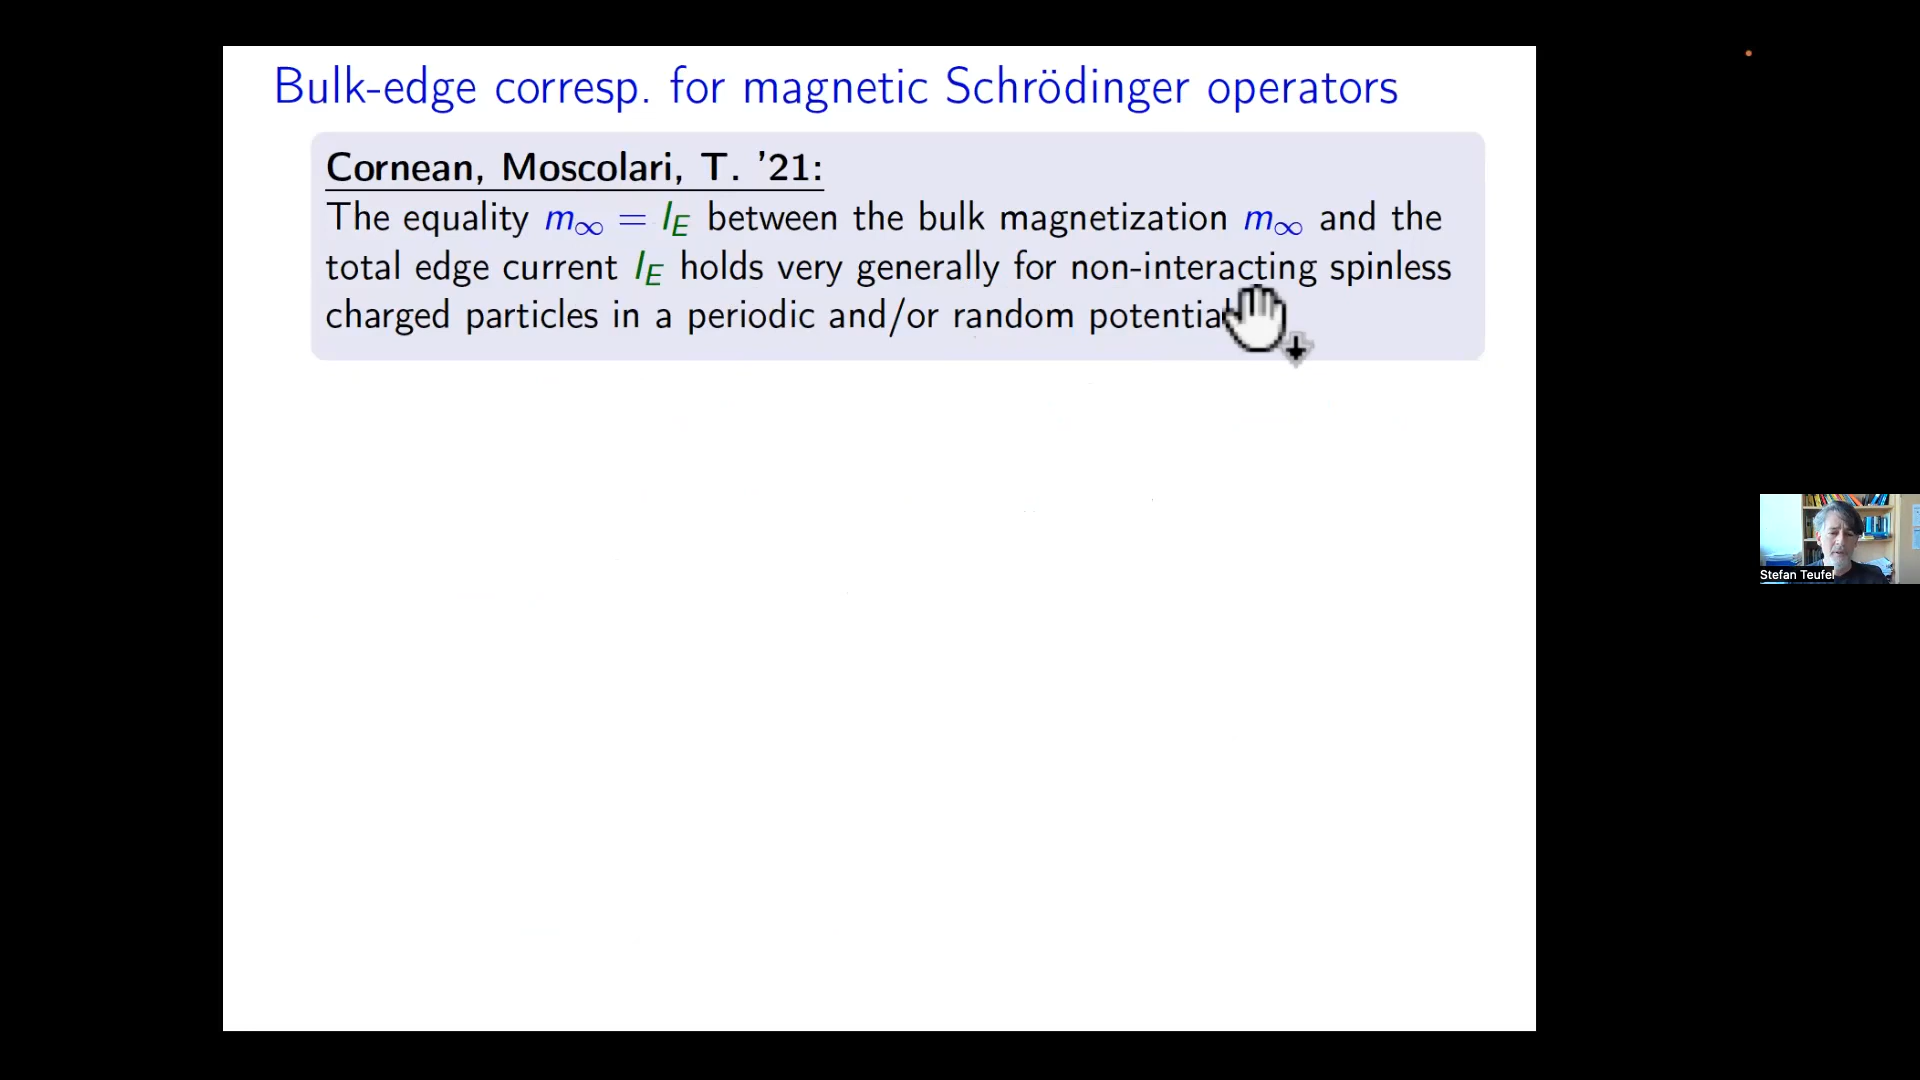 Bulk-edge corresp. for magnetic Schrödinger operators
Cornean, Moscolari, T. '21:
The equality m∞ = I_E between the bulk magnetization m∞ and the
total edge current I_E holds very generally for non-interacting spinless
charged particles in a periodic and/or random
Stefan Teufel